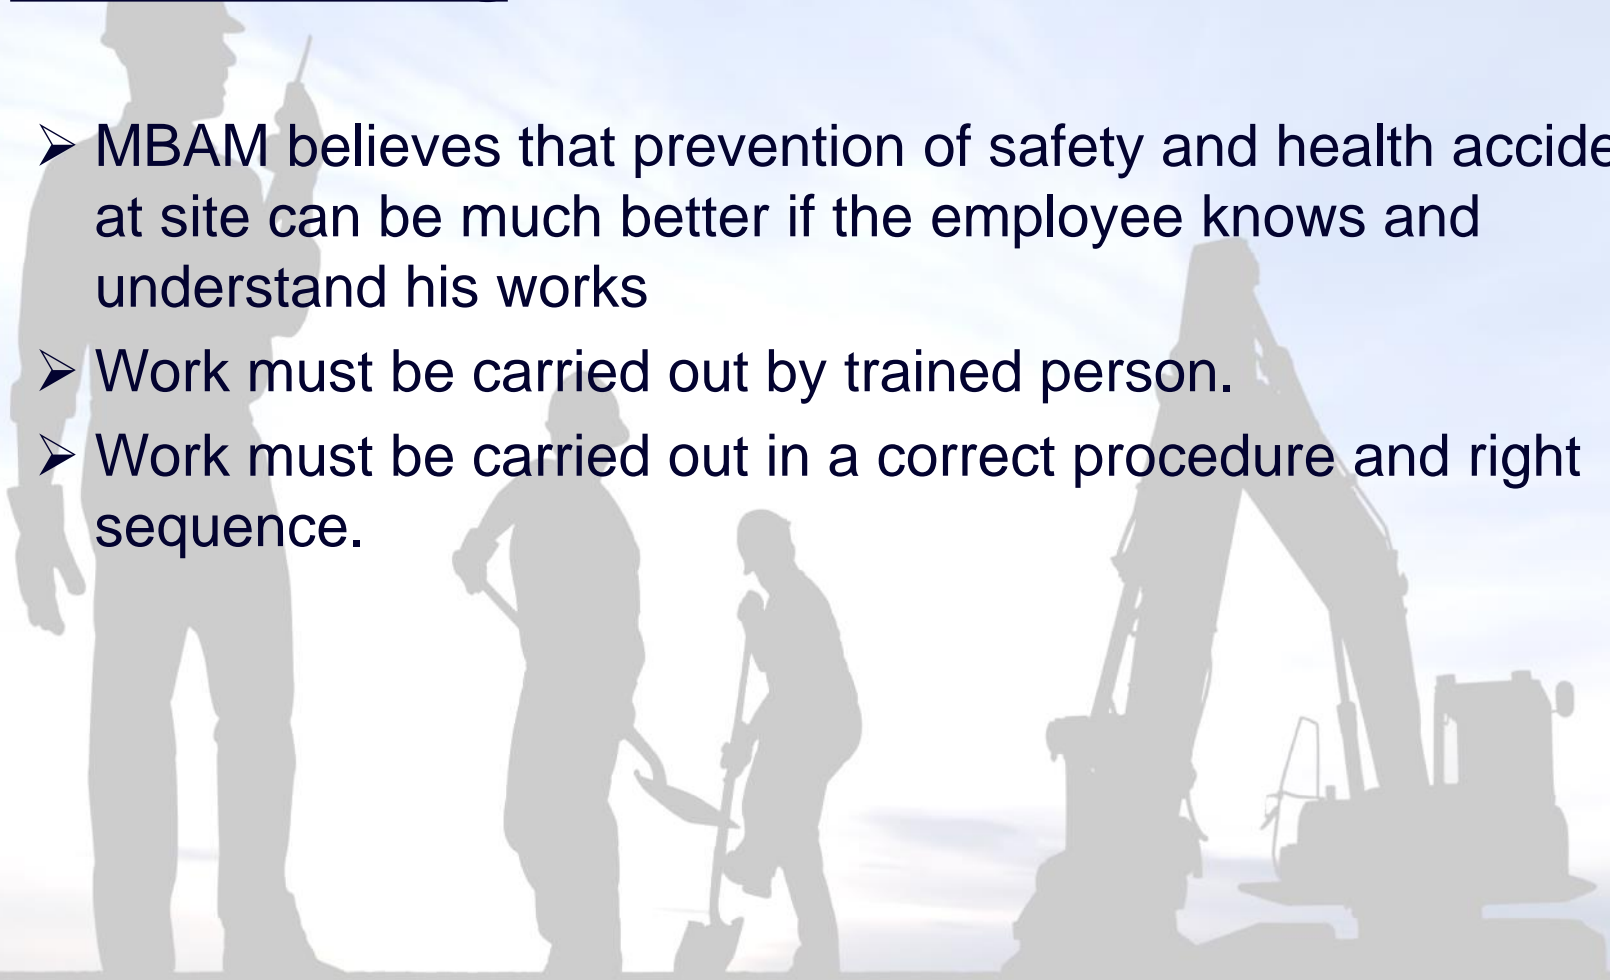 ➢ MBAM believes that prevention of safety and health
at site can be much better if the employee knows and
understand his works
➢ Work must be carried out by trained person.
➢ Work must be carried out in a correct procedure and right
sequence.